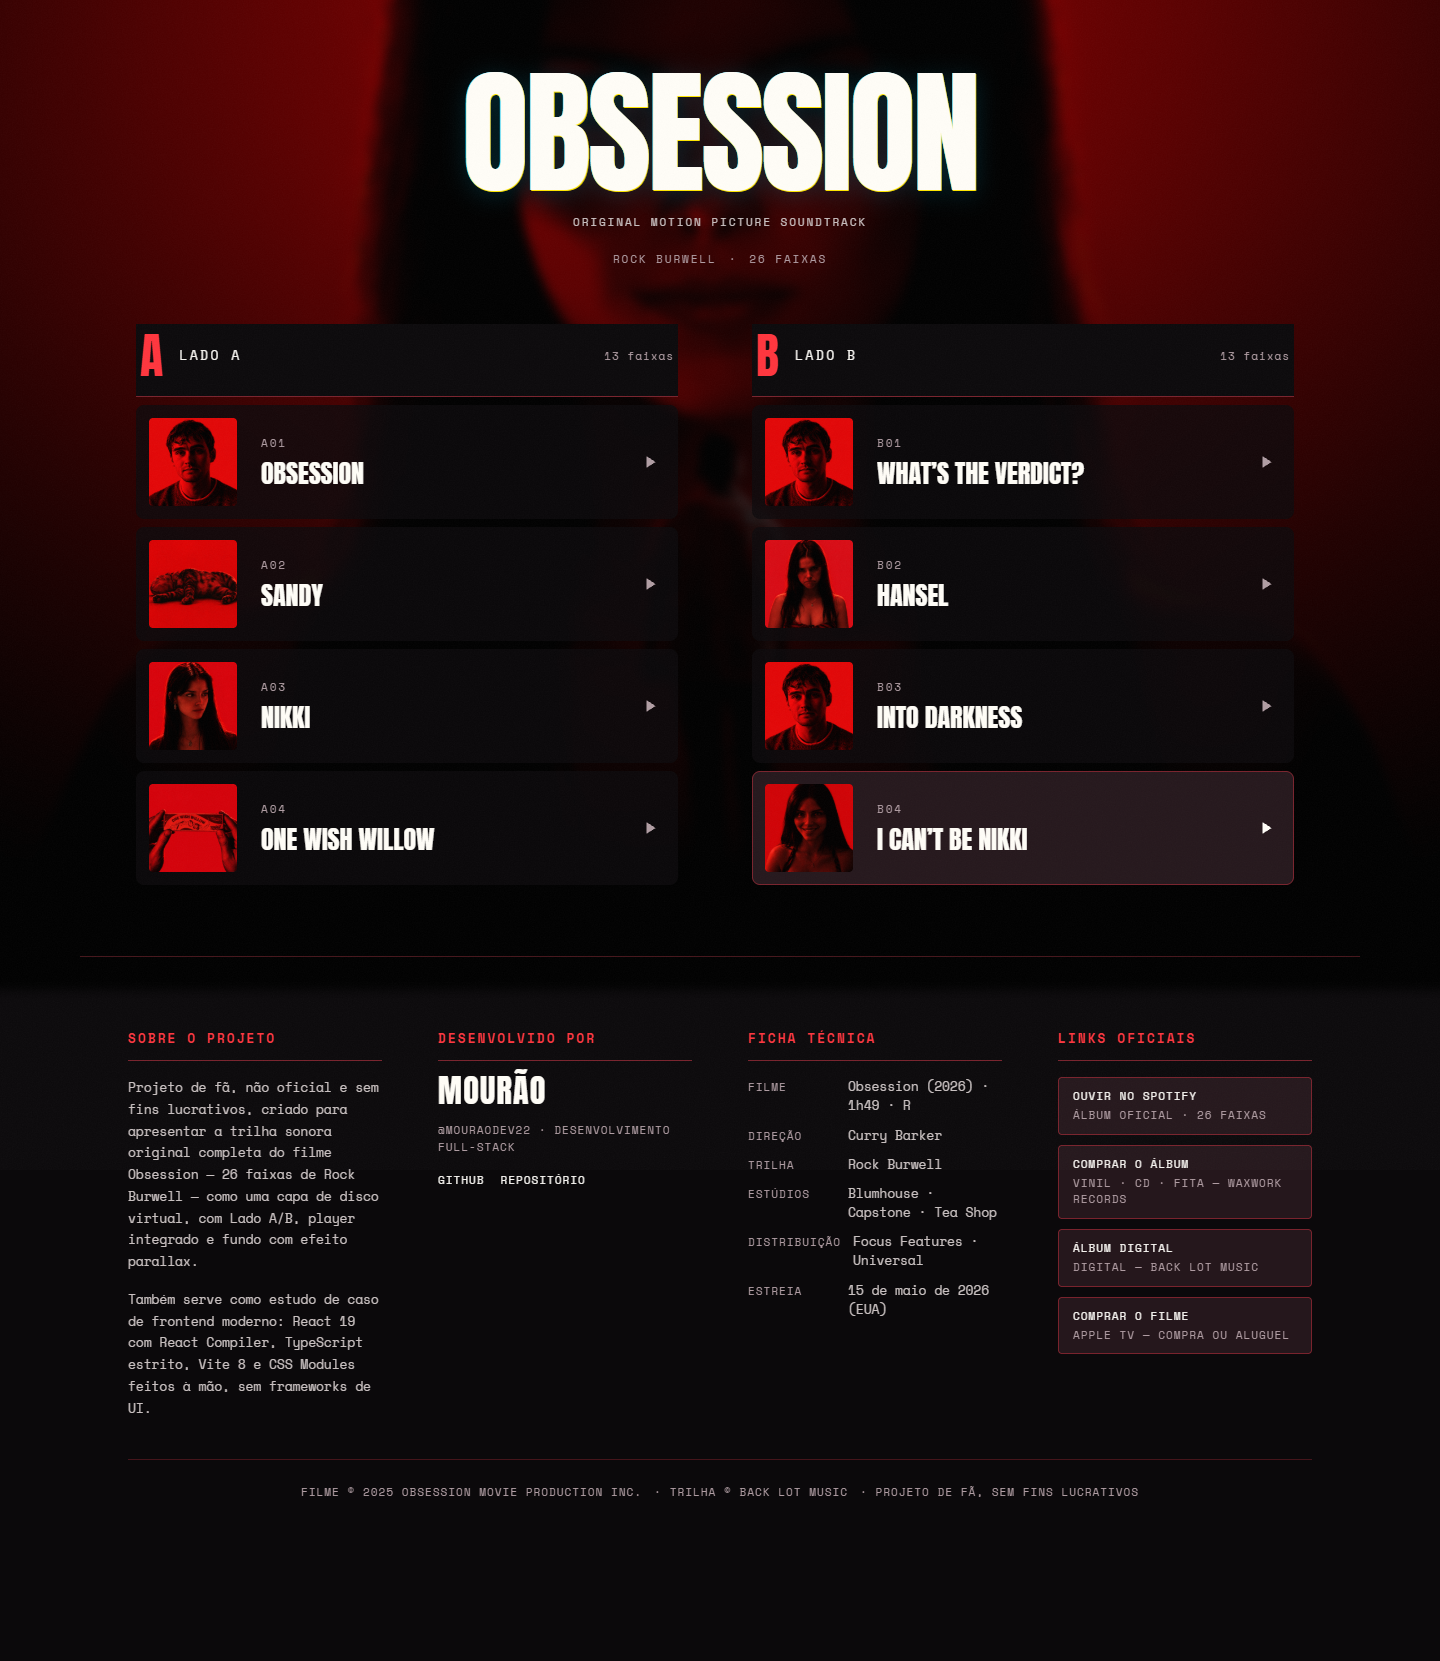 OBSESSION
ORIGINAL MOTION PICTURE SOUNDTRACK
ROCK BURWELL · 26 FAIXAS
A LADO A 13 faixas
A01
OBSESSION
A02
SANDY
A03
NIKKI
A04
ONE WISH WILLOW
B LADO B 13 faixas
B01
WHAT’S THE VERDICT?
B02
HANSEL
B03
INTO DARKNESS
B04
I CAN’T BE NIKKI
SOBRE O PROJETO
Projeto de fã, não oficial e sem
fins lucrativos, criado para
apresentar a trilha sonora
original completa do filme
Obsession — 26 faixas de Rock
Burwell — como uma capa de disco
virtual, com Lado A/B, player
integrado e fundo com efeito
parallax.
Também serve como estudo de caso
de frontend moderno: React 19
com React Compiler, TypeScript
estrito, Vite 8 e CSS Modules
feitos à mão, sem frameworks de
UI.
DESENVOLVIDO POR
MOURÃO
@MOURAODEV22 · DESENVOLVIMENTO
FULL-STACK
GITHUB REPOSITÓRIO
FICHA TÉCNICA
FILME Obsession (2026) ·
1h49 · R
DIREÇÃO Curry Barker
TRILHA Rock Burwell
ESTÚDIOS Blumhouse ·
Capstone · Tea Shop
DISTRIBUIÇÃO Focus Features ·
Universal
ESTREIA 15 de maio de 2026
(EUA)
LINKS OFICIAIS
OUVIR NO SPOTIFY
ÁLBUM OFICIAL · 26 FAIXAS
COMPRAR O ÁLBUM
VINIL · CD · FITA — WAXWORK
RECORDS
ÁLBUM DIGITAL
DIGITAL — BACK LOT MUSIC
COMPRAR O FILME
APPLE TV — COMPRA OU ALUGUEL
FILME © 2025 OBSESSION MOVIE PRODUCTION INC. · TRILHA © BACK LOT MUSIC · PROJETO DE FÃ, SEM FINS LUCRATIVOS